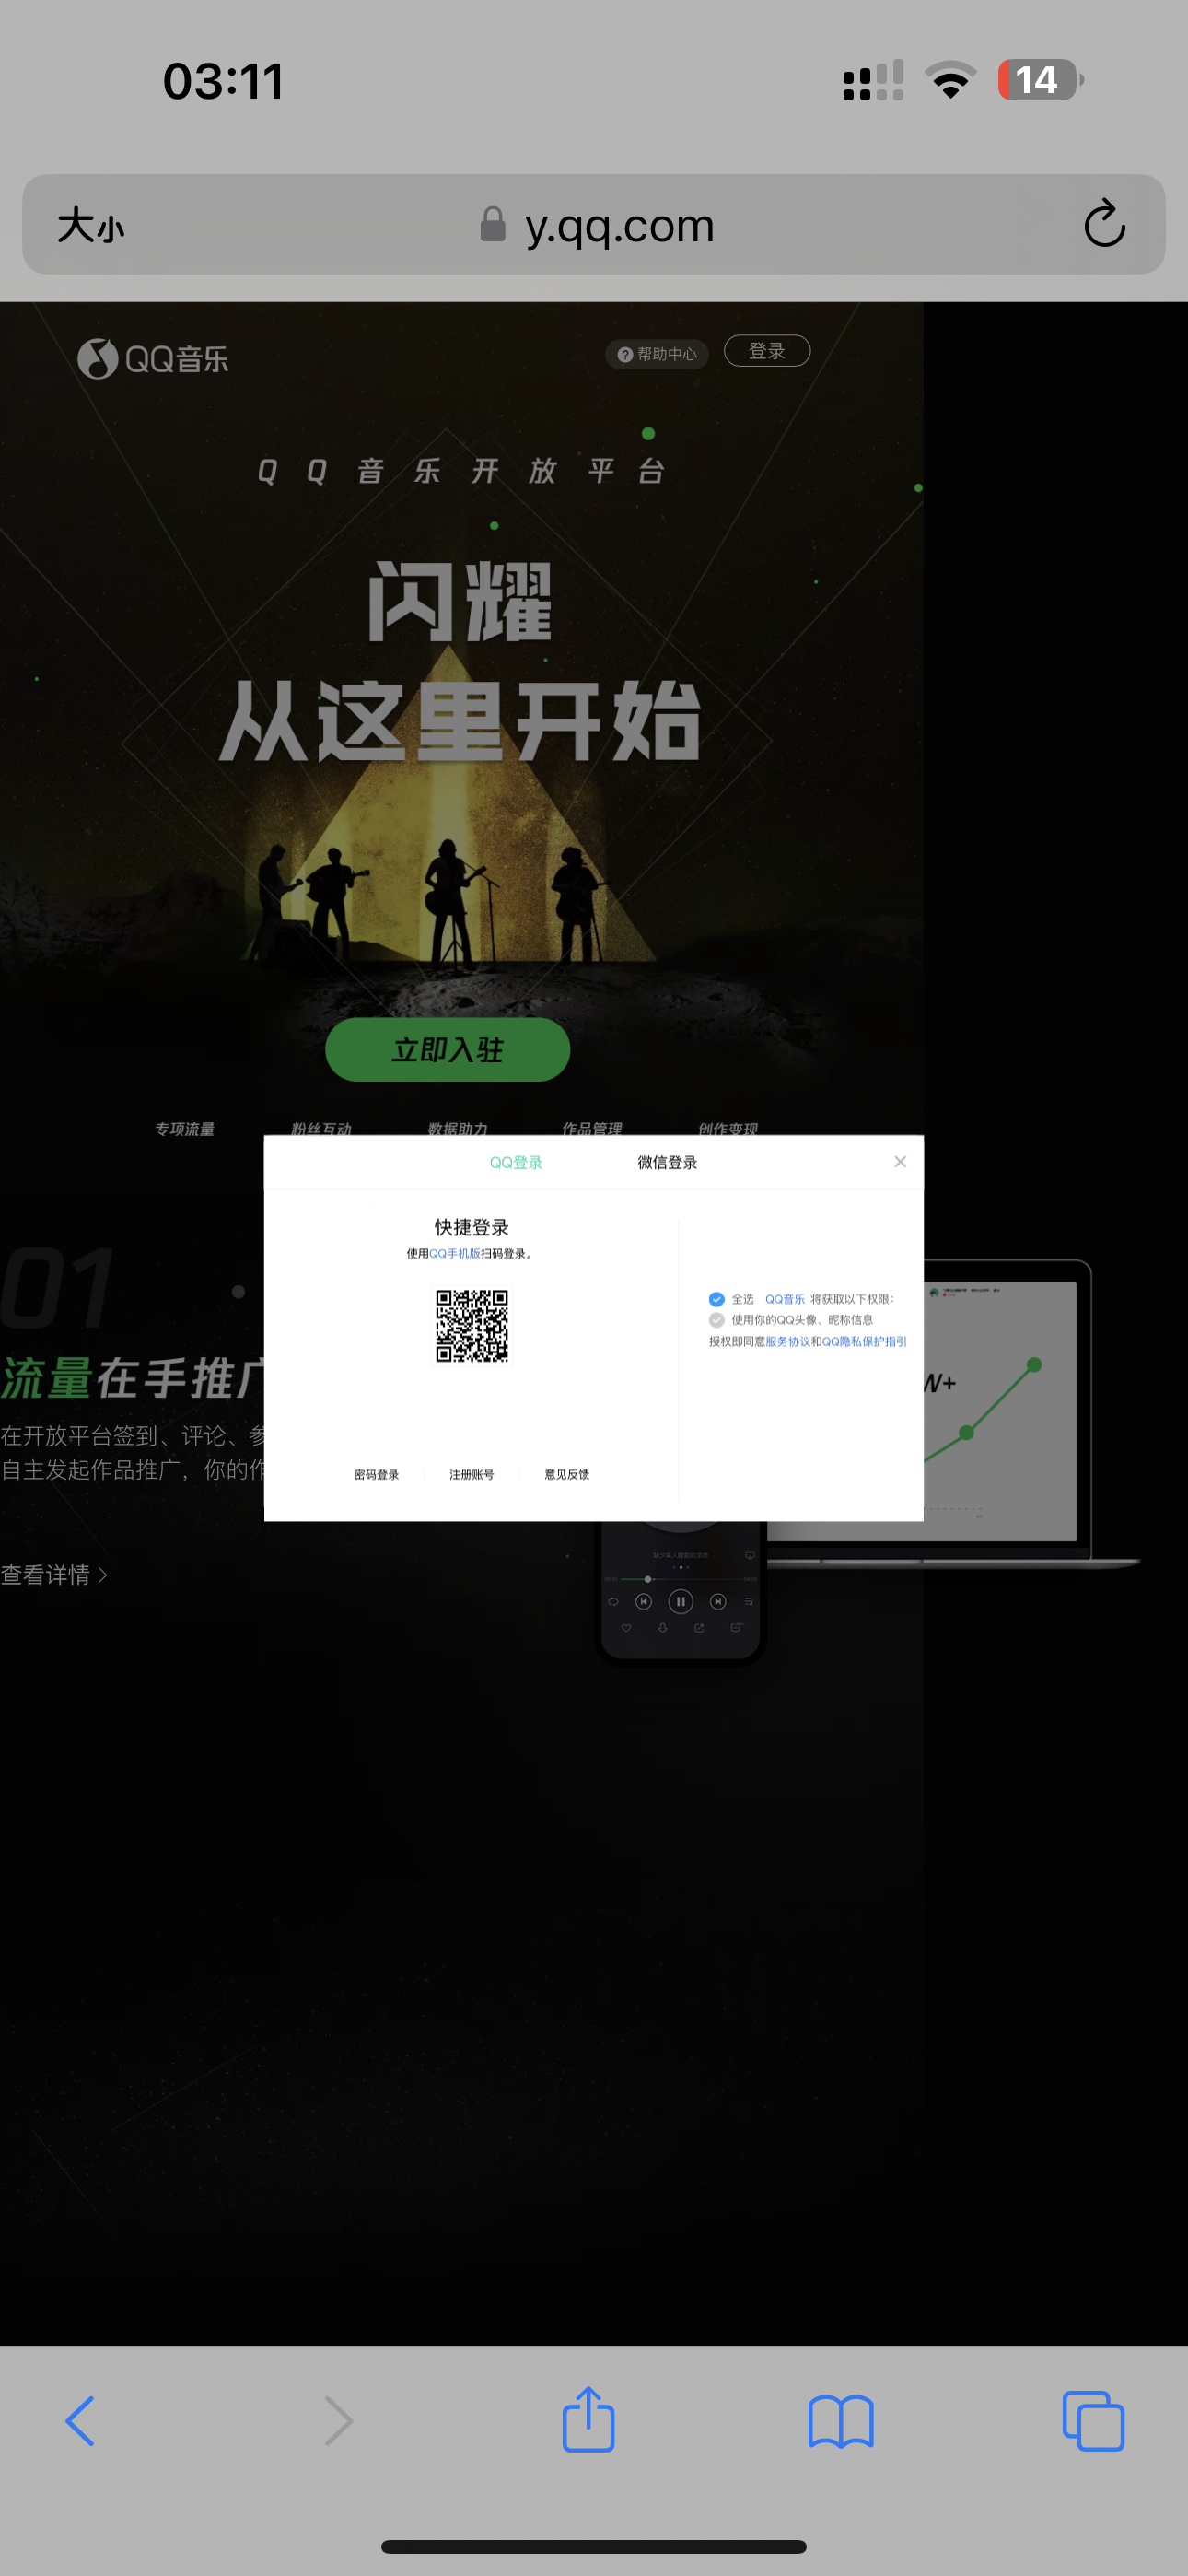 03:11
14
大小
y.qq.com
QQ音乐
帮助中心
登录
QQ音乐开放平台
闪耀
从这里开始
立即入驻
专项流量 粉丝互动 数据助力 作品管理 创作变现
QQ登录 微信登录
快捷登录
使用QQ手机版扫码登录。
全选 QQ音乐 将获取以下权限:
使用你的QQ头像、昵称信息
授权即同意服务协议和QQ隐私保护指引
密码登录 注册账号 意见反馈
01
流量在手推广
在开放平台签到、评论、参
自主发起作品推广，你的作
W+
查看详情